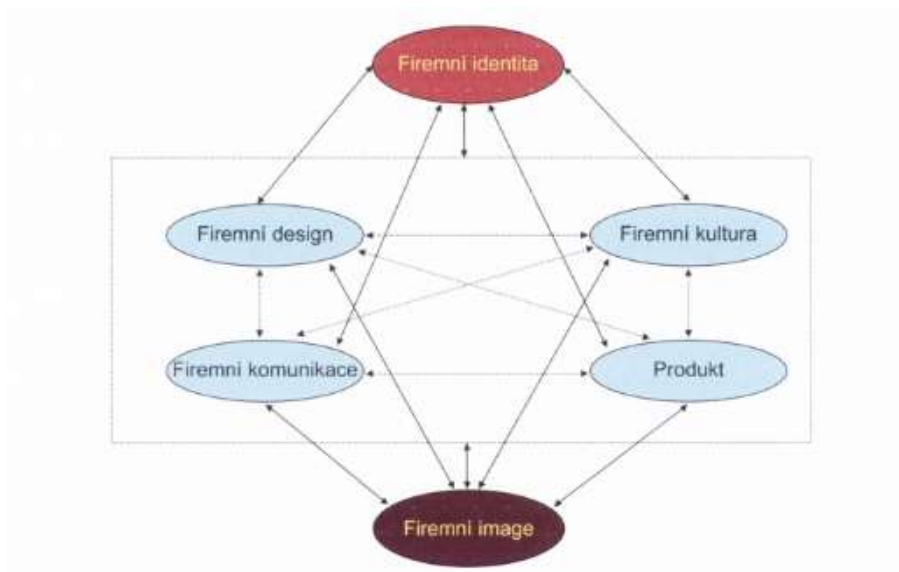 Firemní identita
Firemní design
Firemní kultura
Firemní komunikace
Produkt
Firemní image